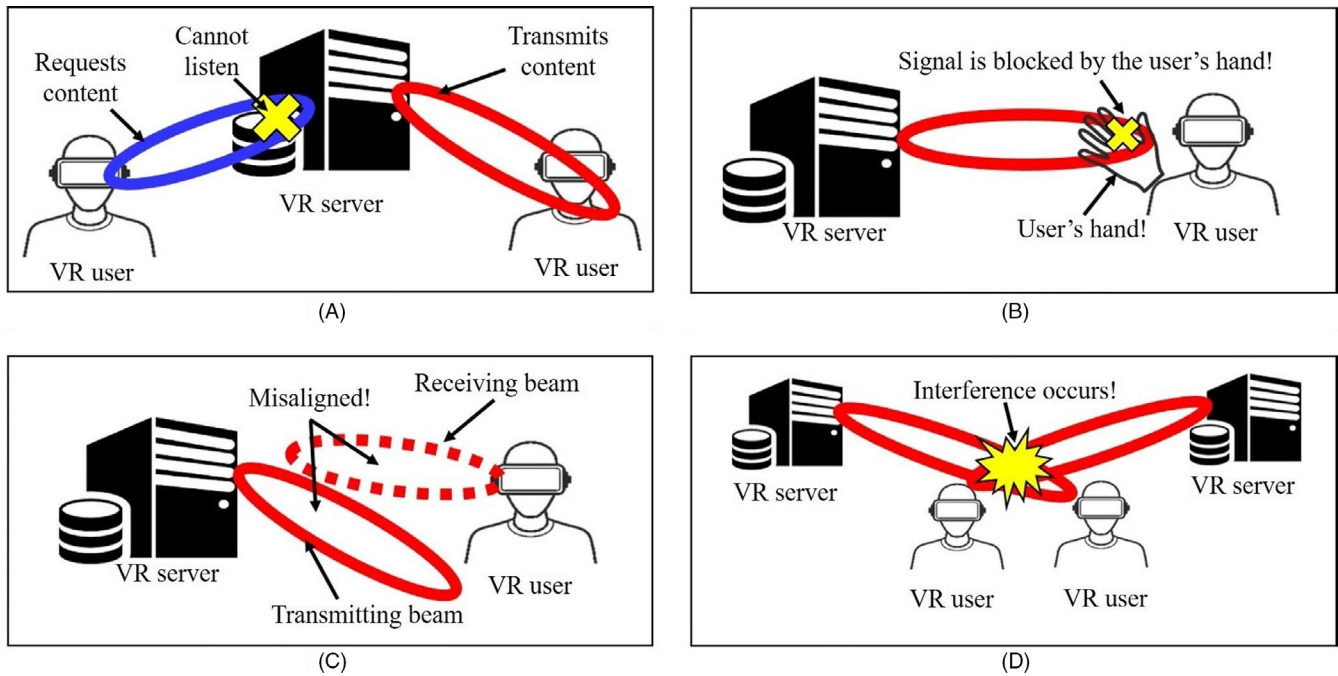 Requests
content
Cannot
listen
Transmits
content
VR server
VR user
VR user
(A)
Signal is blocked by the user’s hand!
VR server
User’s hand!
VR user
(B)
Receiving beam
Misaligned!
VR server
VR user
Transmitting beam
(C)
Interference occurs!
VR server
VR server
VR user
VR user
(D)